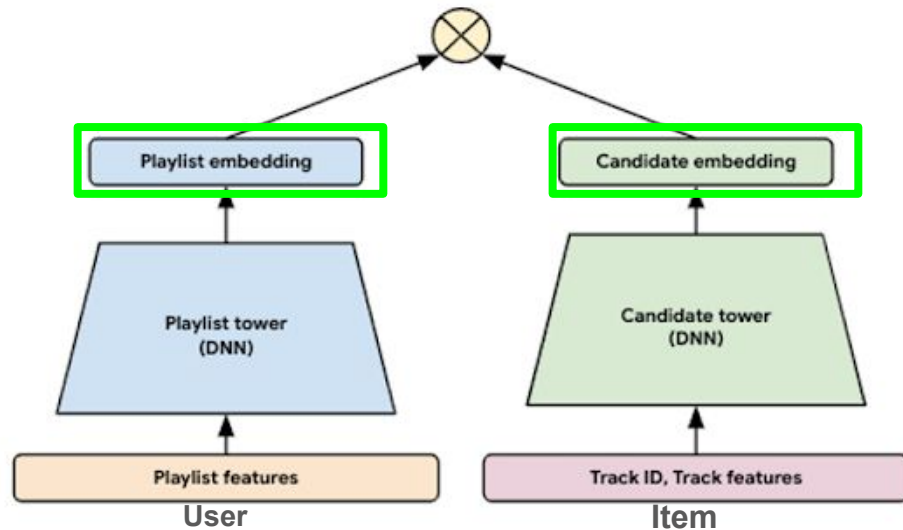 Playlist embedding
Candidate embedding
Playlist tower
(DNN)
Candidate tower
(DNN)
Playlist features
Track ID, Track features
User
Item